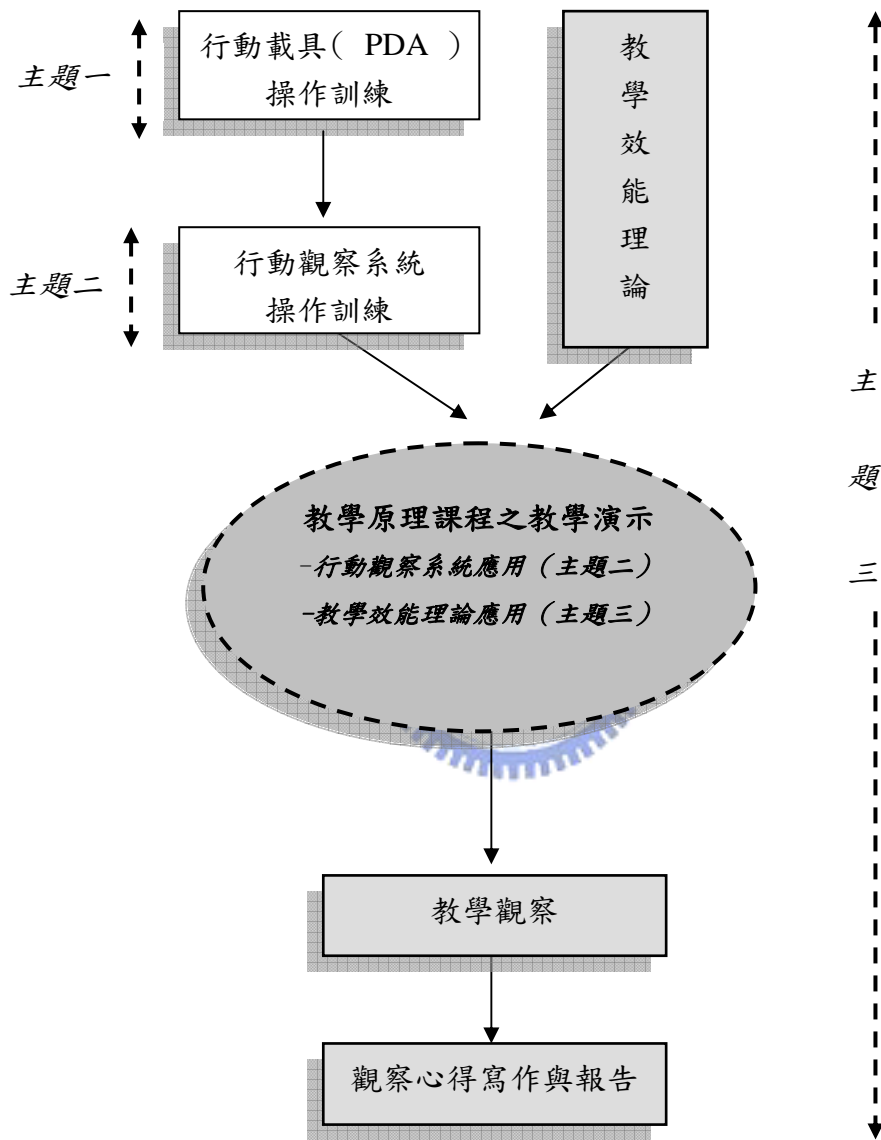 主題一
行動載具( PDA )
操作訓練
教
學
效
能
理
論
主題二
行動觀察系統
操作訓練
主
題
三
教學原理課程之教學演示
-行動觀察系統應用（主題二）
-教學效能理論應用（主題三）
教學觀察
觀察心得寫作與報告